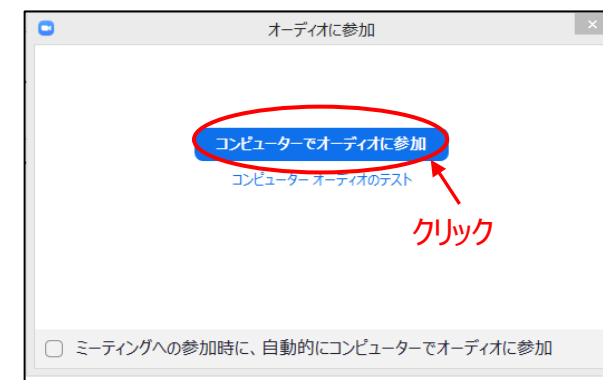 オーディオに参加
コンピューターでオーディオに参加
コンピューター オーディオのテスト
クリック
ミーティングへの参加時に、自動的にコンピューターでオーディオに参加